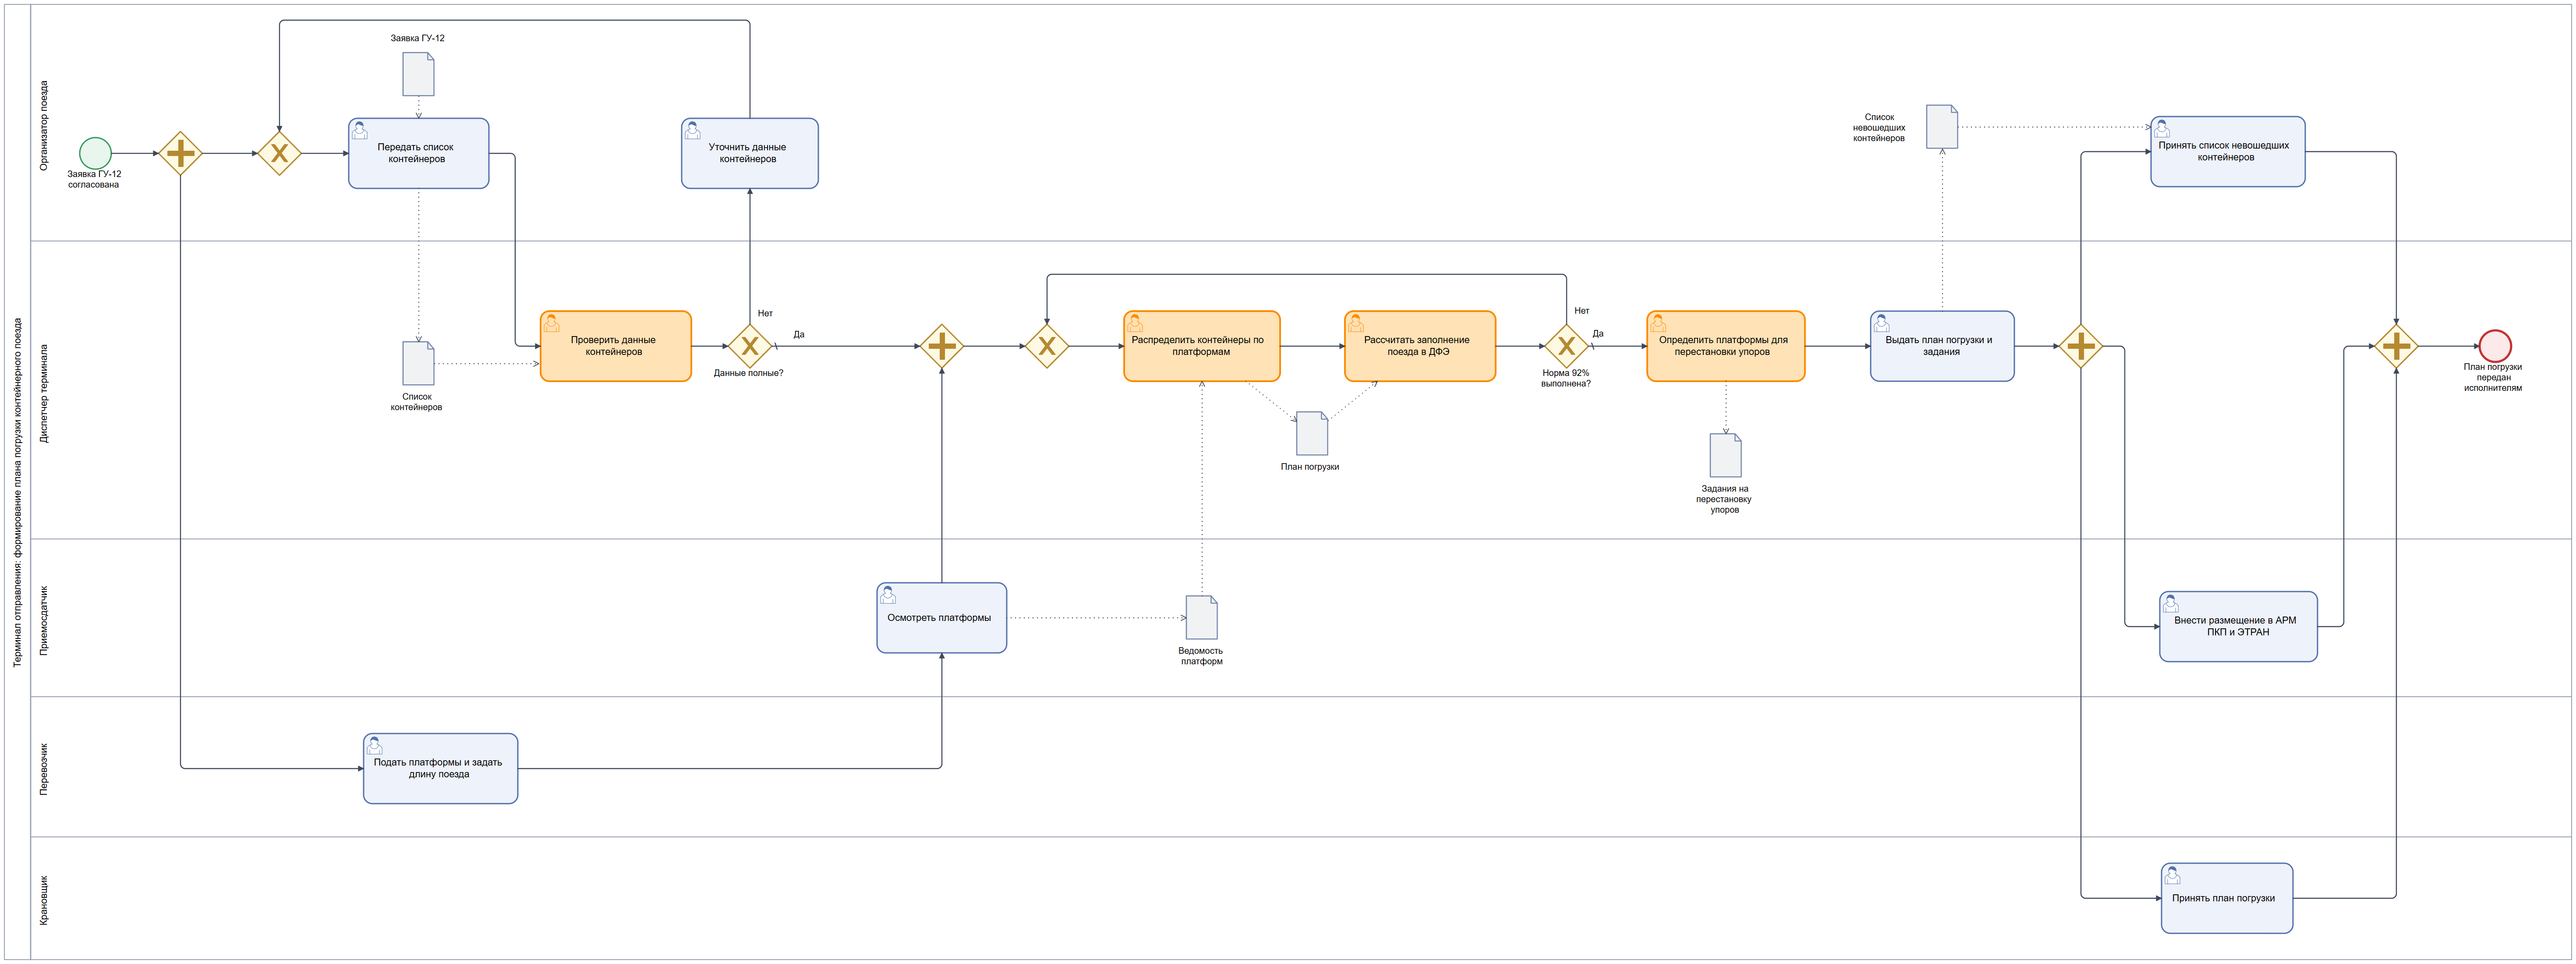 Терминал отправления: формирование плана погрузки контейнерного поезда
Организатор поезда
Заявка ГУ-12
согласована
Заявка ГУ-12
Передать список
контейнеров
Уточнить данные
контейнеров
Список
невошедших
контейнеров
Принять список невошедших
контейнеров
Диспетчер терминала
Список
контейнеров
Проверить данные
контейнеров
Нет
Да
Данные полные?
Распределить контейнеры по
платформам
План погрузки
Рассчитать заполнение
поезда в ДФЭ
Нет
Да
Норма 92%
выполнена?
Определить платформы для
перестановки упоров
Задания на
перестановку
упоров
Выдать план погрузки и
задания
План погрузки
передан
исполнителям
Приемосдатчик
Осмотреть платформы
Ведомость
платформ
Внести размещение в АРМ
ПКП и ЭТРАН
Перевозчик
Подать платформы и задать
длину поезда
Крановщик
Принять план погрузки